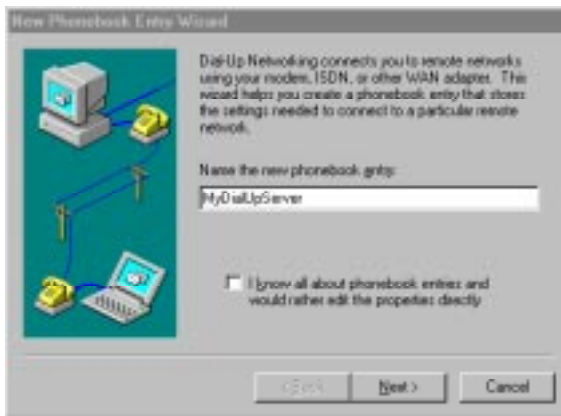 New Phonebook Entry Wizard
Dial-Up Networking connects you to remote networks
using your modem, ISDN, or other WAN adapter. This
wizard helps you create a phonebook entry that stores
the settings needed to connect to a particular remote
network.
Name the new phonebook entry:
MyDialUpServer
I know all about phonebook entries and
would rather edit the properties directly
< Back
Next >
Cancel